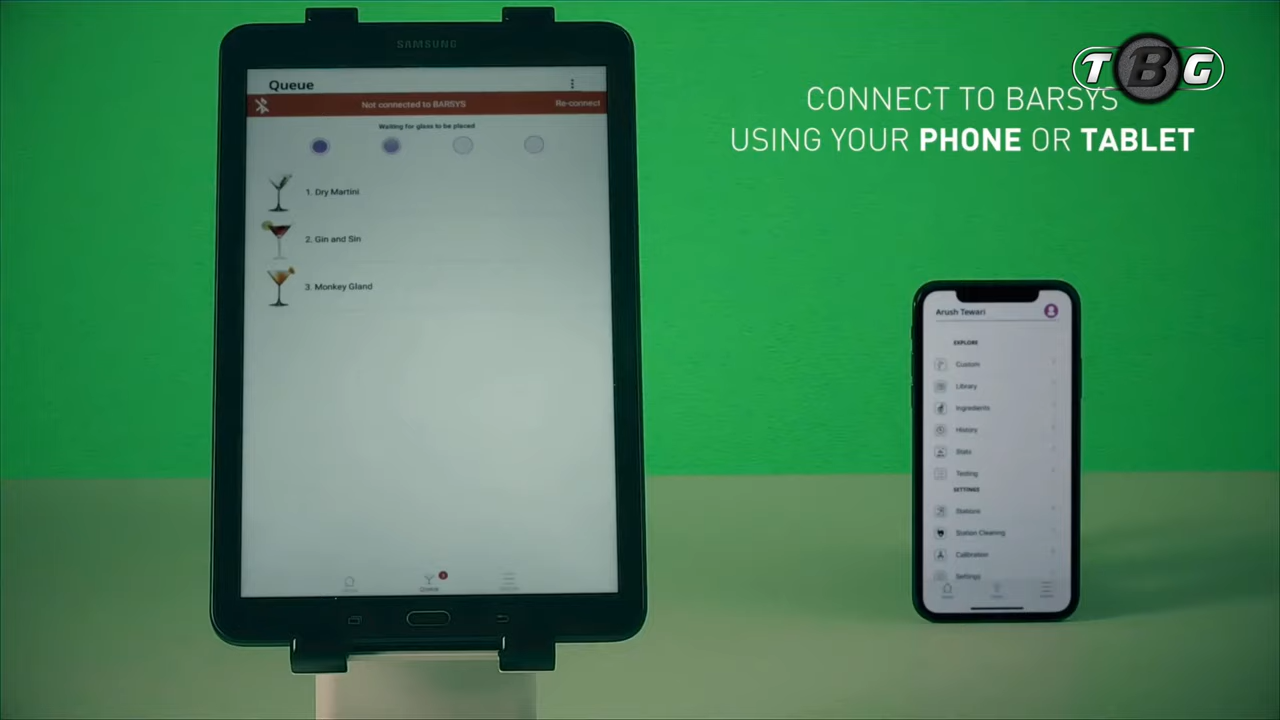 TBG
CONNECT TO BARSYS
USING YOUR PHONE OR TABLET
SAMSUNG
Queue
Not connected to BARSYS
Re-connect
Waiting for glass to be placed
1. Dry Martini
2. Gin and Sin
3. Monkey Gland
Queue
Arush Tewari
EXPLORE
Custom
Library
Ingredients
History
Stats
Testing
SETTINGS
Stations
Station Cleaning
Calibration
Settings